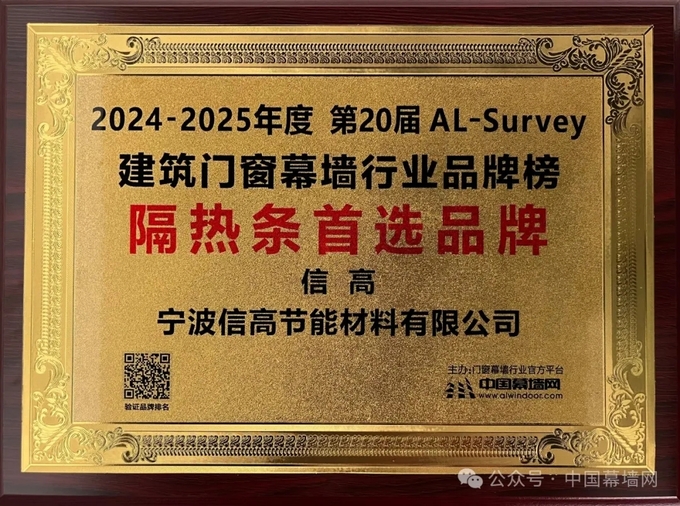 2024-2025年度 第20届 AL-Survey
建筑门窗幕墙行业品牌榜
隔热条首选品牌
信高
宁波信高节能材料有限公司
验证品牌排名
主办:门窗幕墙行业官方平台
中国幕墙网
www.alwindoor.com
公众号·中国幕墙网